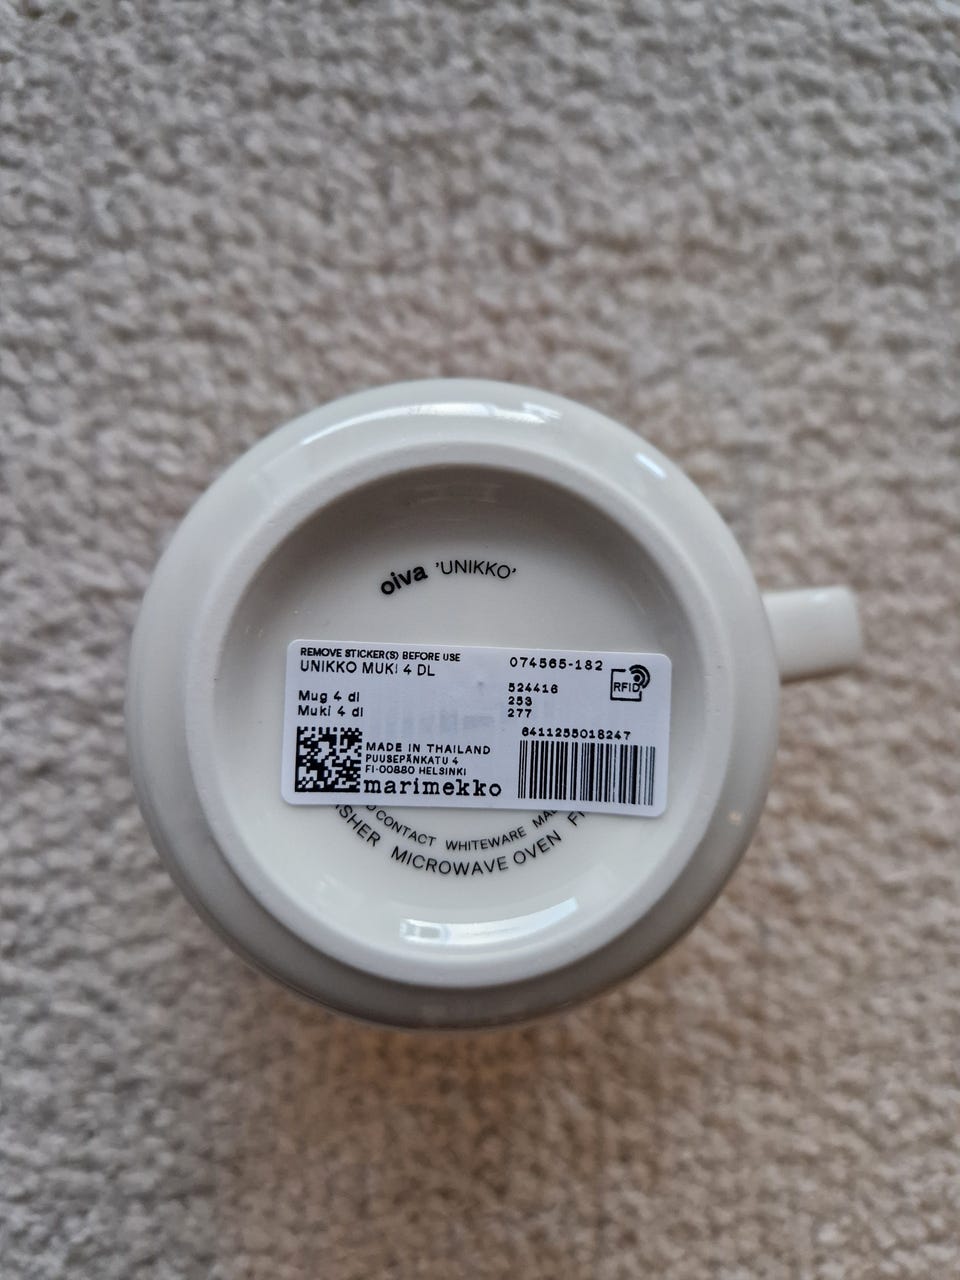 oiva 'UNIKKO'
REMOVE STICKER(S) BEFORE USE
UNIKKO MUKI 4 DL
074565-182
RFID
Mug 4 dl
Muki 4 dl
524416
253
277
6411255018247
MADE IN THAILAND
PUUSEPÄNKATU 4
FI-00880 HELSINKI
marimekko
CONTACT WHITEWARE
MICROWAVE OVEN